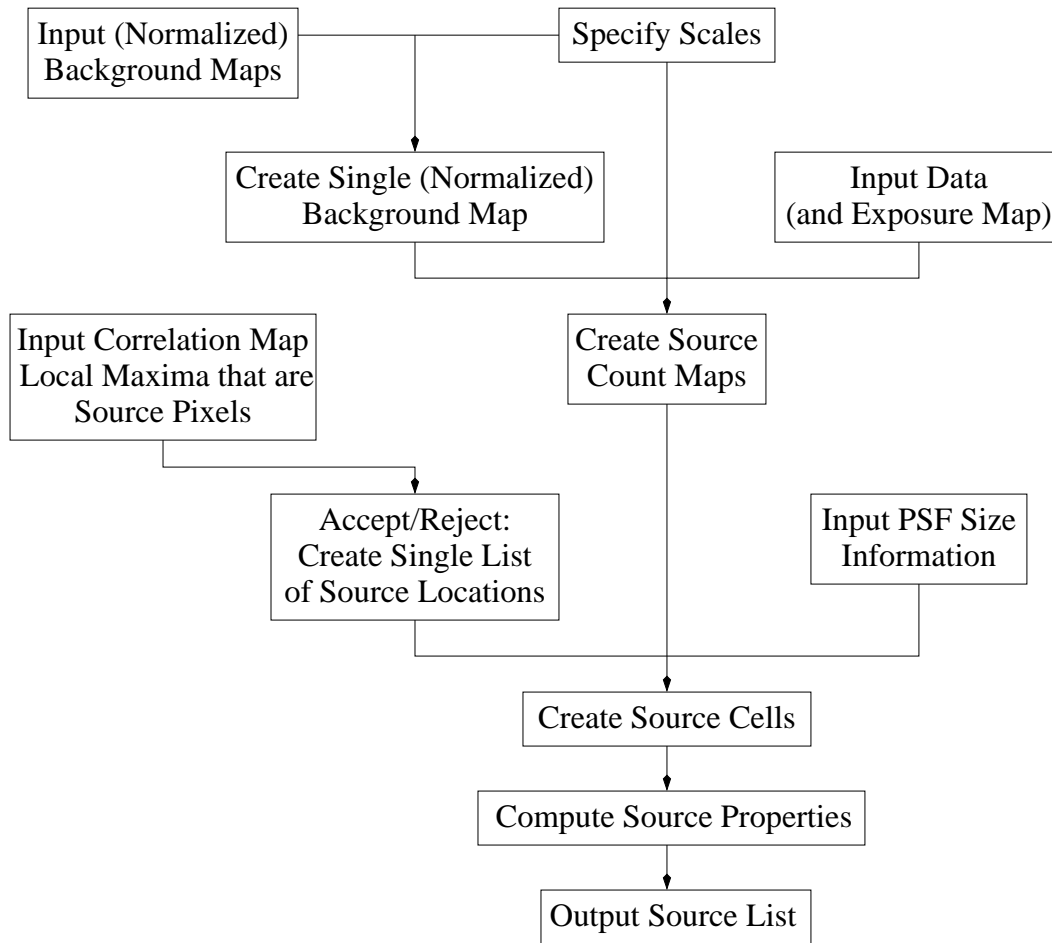 Input (Normalized)
Background Maps
Specify Scales
Create Single (Normalized)
Background Map
Input Data
(and Exposure Map)
Input Correlation Map
Local Maxima that are
Source Pixels
Create Source
Count Maps
Accept/Reject:
Create Single List
of Source Locations
Input PSF Size
Information
Create Source Cells
Compute Source Properties
Output Source List